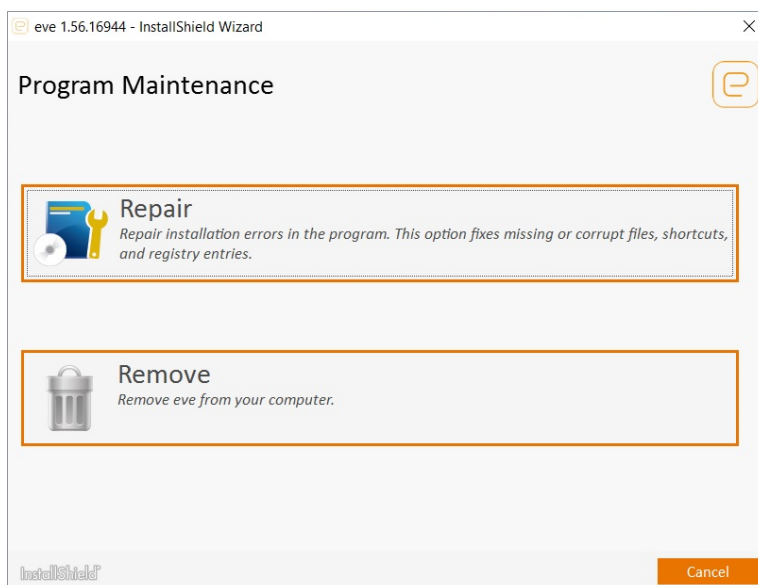 eve 1.56.16944 - InstallShield Wizard
Program Maintenance
Repair
Repair installation errors in the program. This option fixes missing or corrupt files, shortcuts,
and registry entries.
Remove
Remove eve from your computer.
InstallShield
Cancel